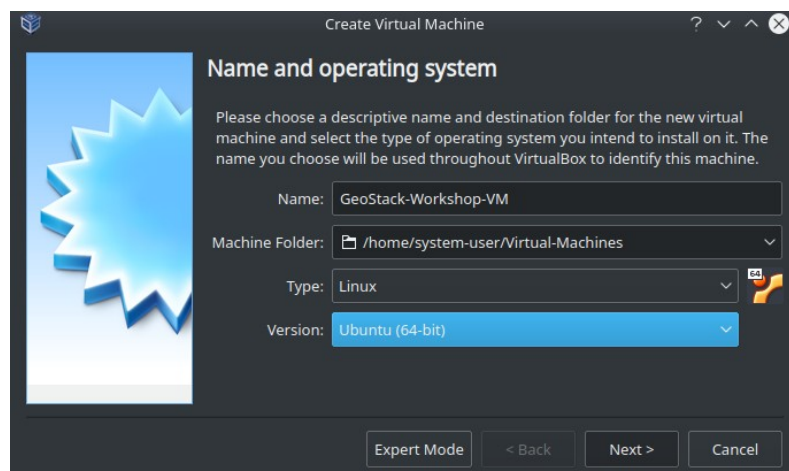 Create Virtual Machine
?
Name and operating system
Please choose a descriptive name and destination folder for the new virtual
machine and select the type of operating system you intend to install on it. The
name you choose will be used throughout VirtualBox to identify this machine.
Name: GeoStack-Workshop-VM
Machine Folder: /home/system-user/Virtual-Machines
Type: Linux
64
Version: Ubuntu (64-bit)
Expert Mode < Back Next > Cancel